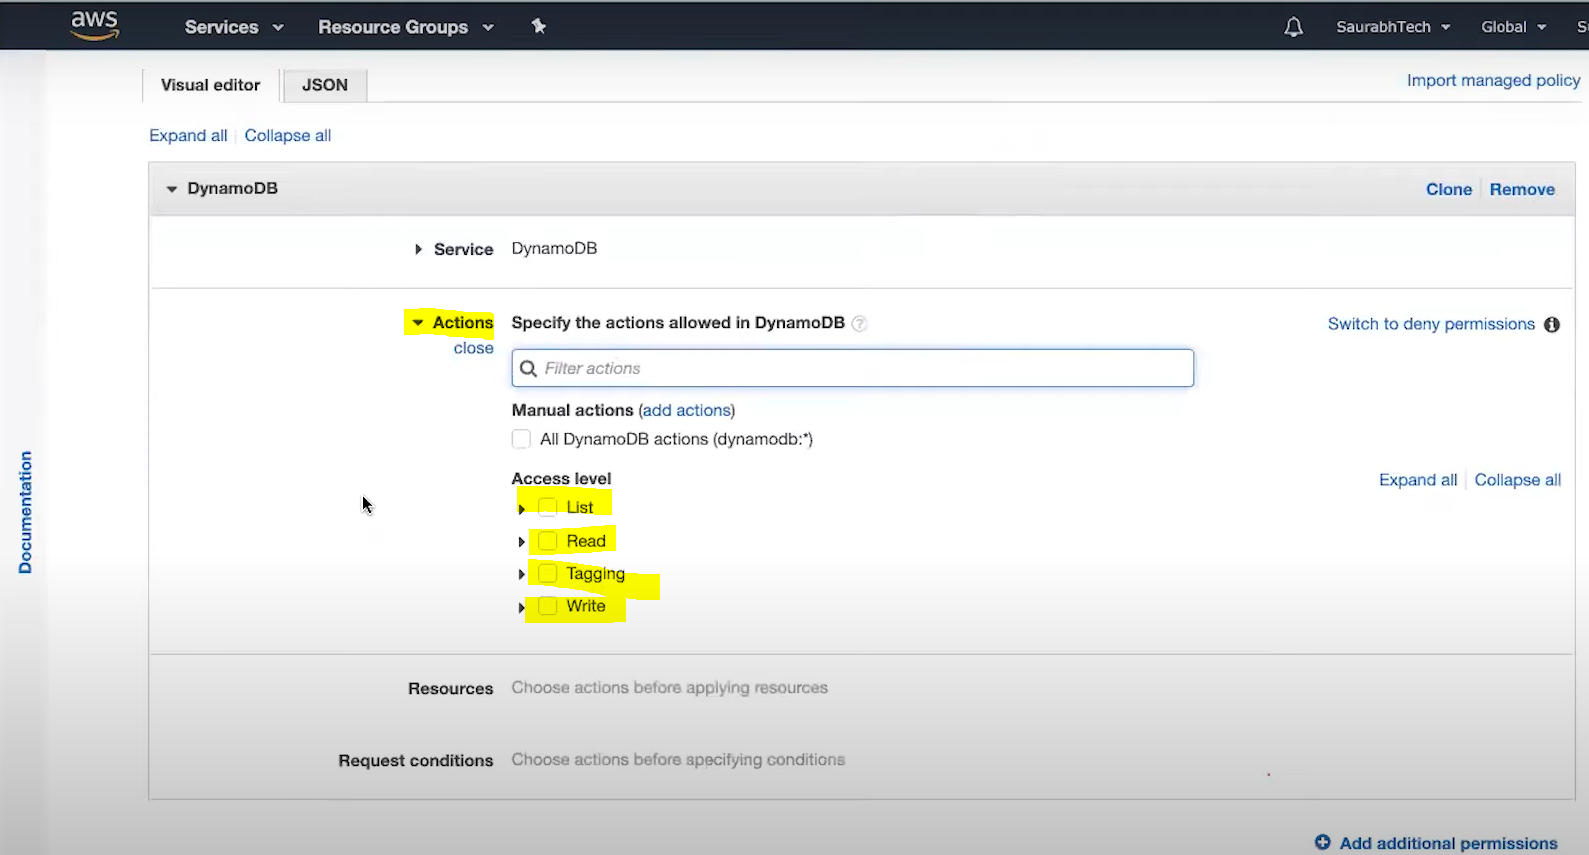 aws Services Resource Groups SaurabhTech Global
Visual editor JSON Import managed policy
Expand all Collapse all
DynamoDB Clone Remove
Service DynamoDB
Actions Specify the actions allowed in DynamoDB ? Switch to deny permissions i
close
Filter actions
Manual actions (add actions)
All DynamoDB actions (dynamodb:*)
Access level Expand all Collapse all
List
Read
Tagging
Write
Documentation
Resources Choose actions before applying resources
Request conditions Choose actions before specifying conditions
Add additional permissions